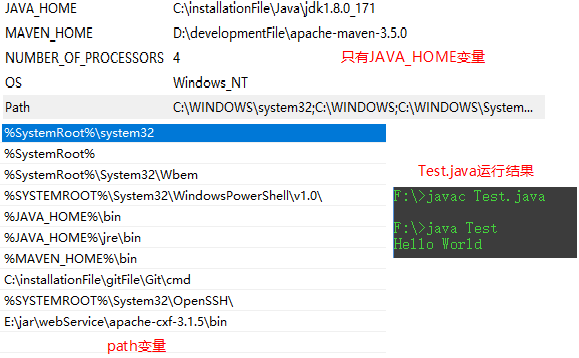 JAVA_HOME C:\installationFile\Java\jdk1.8.0_171
MAVEN_HOME D:\developmentFile\apache-maven-3.5.0
NUMBER_OF_PROCESSORS 4 只有JAVA_HOME变量
OS Windows_NT
Path C:\WINDOWS\system32;C:\WINDOWS;C:\WINDOWS\System...
%SystemRoot%\system32
%SystemRoot%
%SystemRoot%\System32\Wbem
%SYSTEMROOT%\System32\WindowsPowerShell\v1.0\
%JAVA_HOME%\bin
%JAVA_HOME%\jre\bin
%MAVEN_HOME%\bin
C:\installationFile\gitFile\Git\cmd
%SYSTEMROOT%\System32\OpenSSH\
E:\jar\webService\apache-cxf-3.1.5\bin
path变量
Test.java运行结果
F:\>javac Test.java
F:\>java Test
Hello World